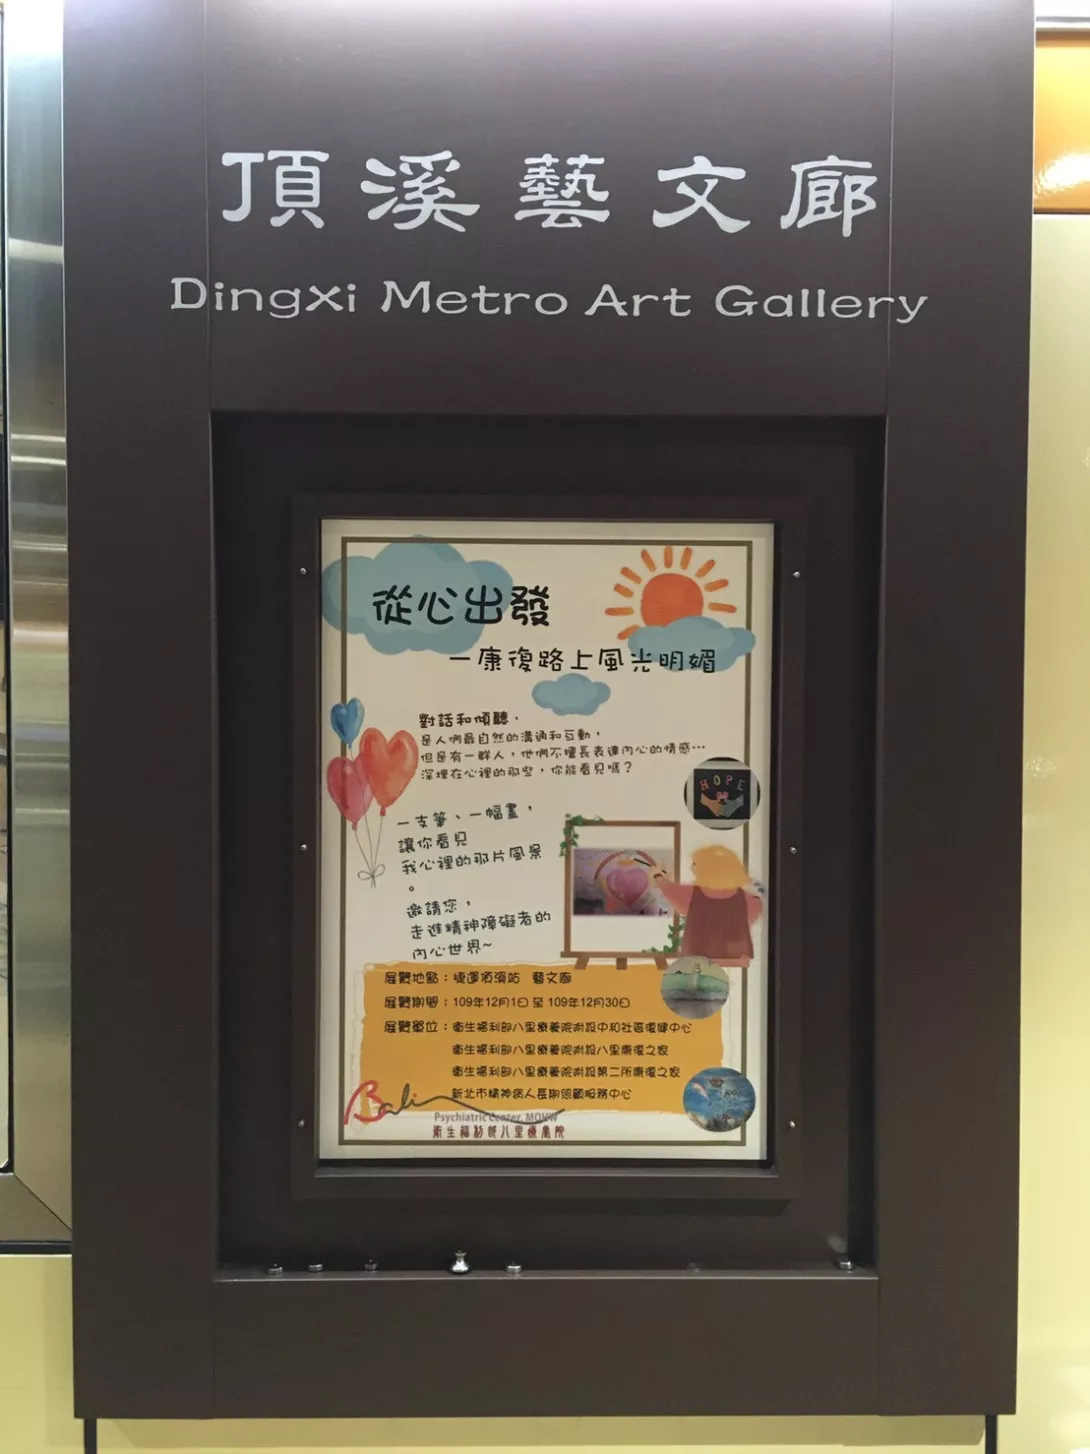 頂溪藝文廊
Dingxi Metro Art Gallery
從心出發
—康復路上風光明媚
對話和傾聽，
是人們最自然的溝通和互動，
但是有一群人，他們不擅長表達內心的情感…
深埋在心裡的那些，你能看見嗎？
HOPE
一支筆、一幅畫，
讓你看見
我心裡的那片風景
。
邀請您，
走進精神障礙者的
內心世界~
展覽地點：捷運頂溪站 藝文廊
展覽期間：109年12月1日 至 109年12月30日
展覽單位：衛生福利部八里療養院附設中和社區復健中心
衛生福利部八里療養院附設八里康復之家
衛生福利部八里療養院附設第二所康復之家
新北市精神病人長期照顧服務中心
Bali
Psychiatric Center, MOHW
衛生福利部八里療養院